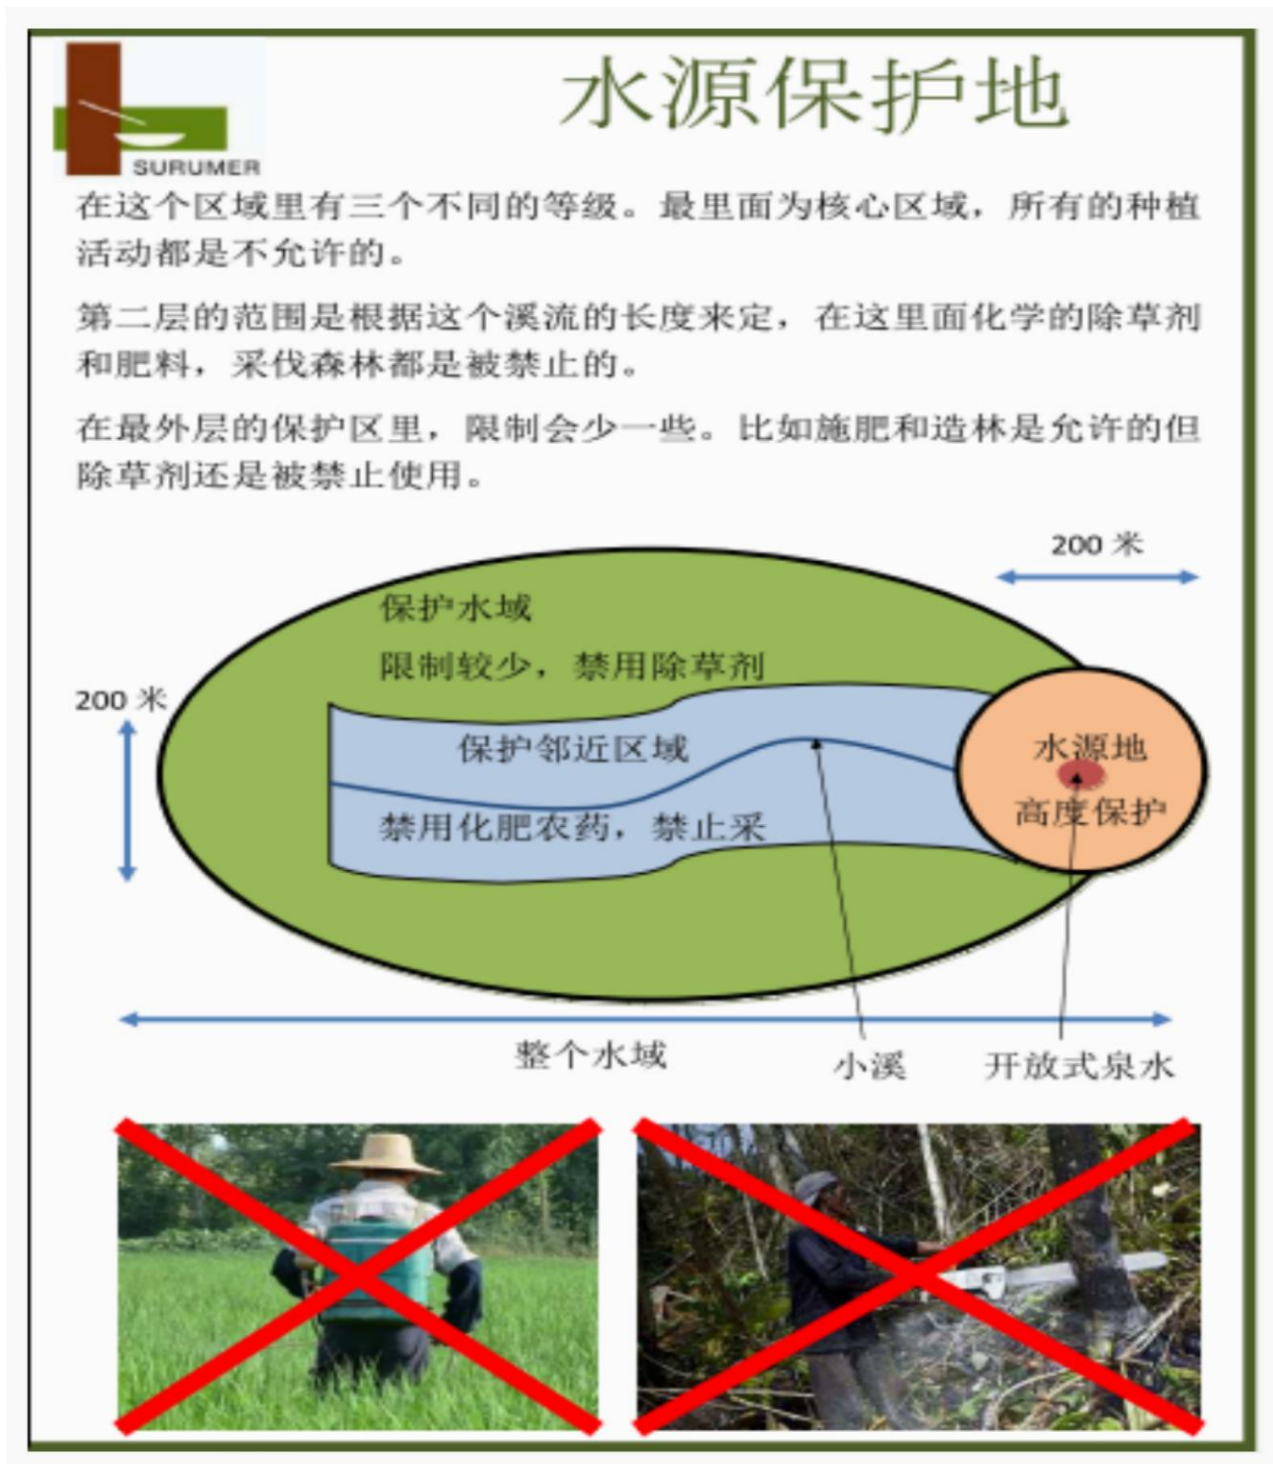 水源保护地
SURUMER
在这个区域里有三个不同的等级。最里面为核心区域，所有的种植
活动都是不允许的。
第二层的范围是根据这个溪流的长度来定，在这里面化学的除草剂
和肥料，采伐森林都是被禁止的。
在最外层的保护区里，限制会少一些。比如施肥和造林是允许的但
除草剂还是被禁止使用。
200 米
保护水域
限制较少，禁用除草剂
200 米
保护邻近区域
水源地
禁用化肥农药，禁止采
高度保护
整个水域
小溪
开放式泉水